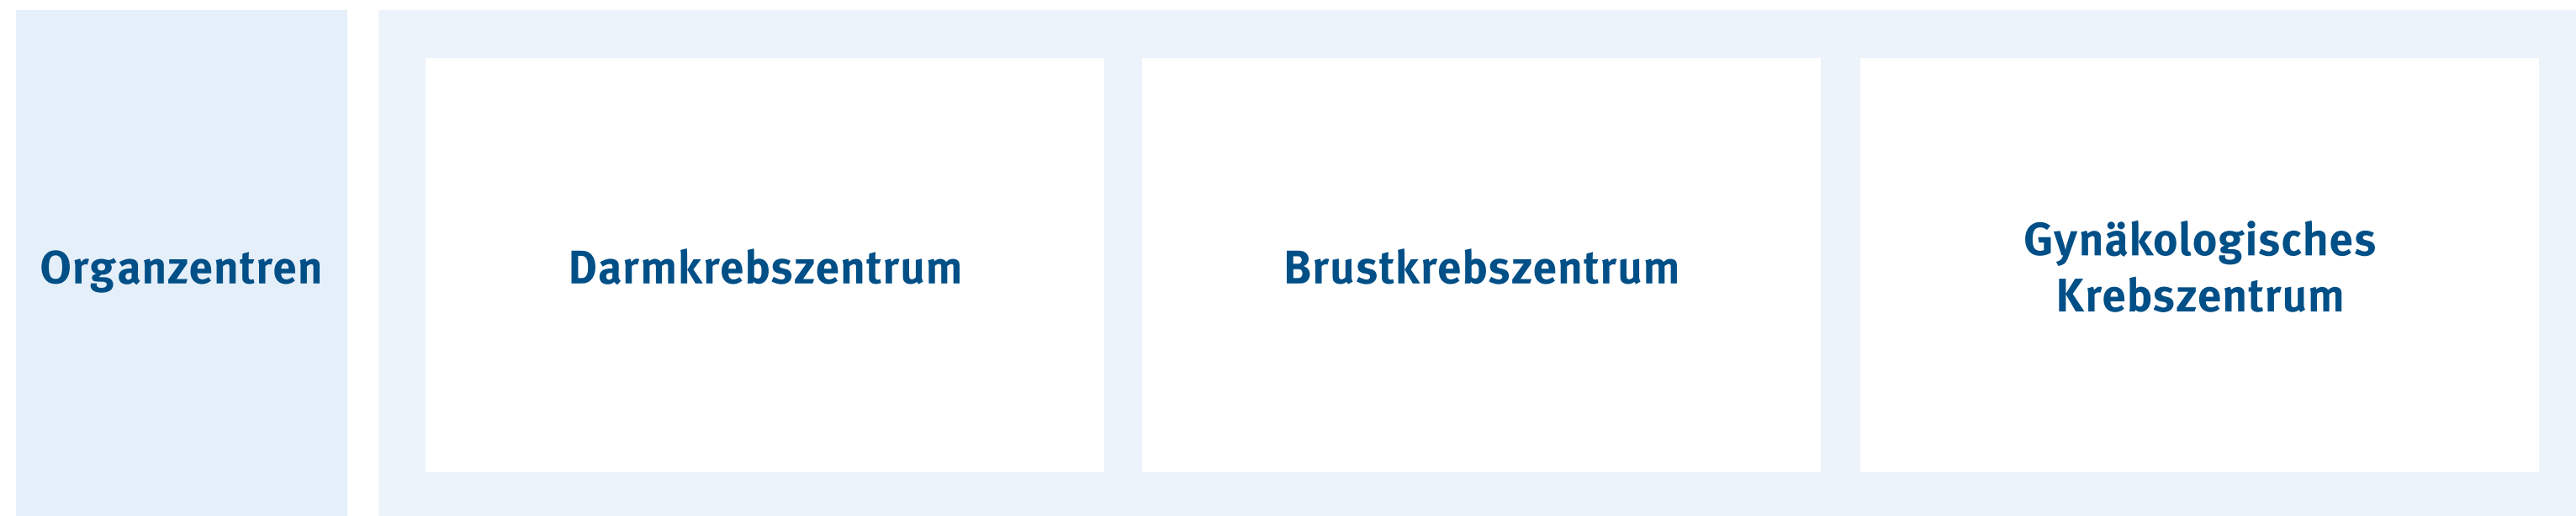 Organzentren
Darmkrebszentrum
Brustkrebszentrum
Gynäkologisches
Krebszentrum